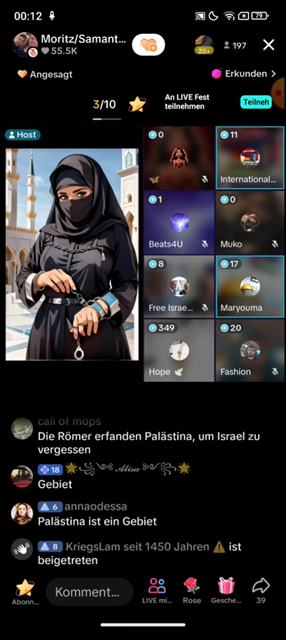 00:12
79
Moritz/Samant...
55.5K
20+
197
Angesagt
Erkunden >
3/10
An LIVE Fest
teilnehmen
Teilneh
Host
0
11
International...
1
Beats4U
0
Muko
8
Free Israe...
17
Maryouma
349
Hope
20
Fashion
call of mops
Die Römer erfanden Palästina, um Israel zu
vergessen
18 𝒜𝓁𝒾𝓈𝒶
Gebiet
6 annaodessa
Palästina ist ein Gebiet
8 KriegsLam seit 1450 Jahren ⚠️ ist
beigetreten
Abonn...
Kommen...
LIVE mi...
Rose
Gesche...
39